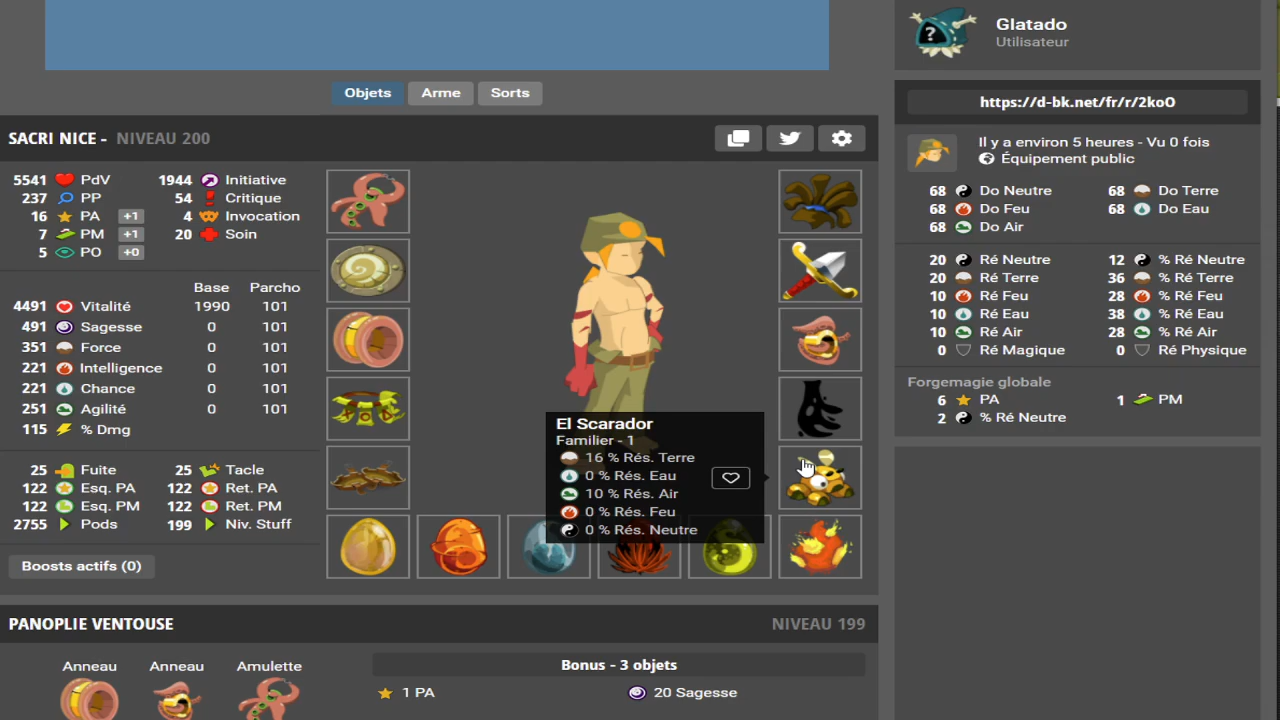 Objets Arme Sorts
SACRI NICE - NIVEAU 200
5541 PdV 1944 Initiative
237 PP 54 Critique
16 PA +1 4 Invocation
7 PM +1 20 Soin
5 PO +0
Base Parcho
4491 Vitalité 1990 101
491 Sagesse 0 101
351 Force 0 101
221 Intelligence 0 101
221 Chance 0 101
251 Agilité 0 101
115 % Dmg
25 Fuite 25 Tacle
122 Esq. PA 122 Ret. PA
122 Esq. PM 122 Ret. PM
2755 Pods 199 Niv. Stuff
Boosts actifs (0)
El Scarador
Familier - 1
16 % Rés. Terre
0 % Rés. Eau
10 % Rés. Air
0 % Rés. Feu
0 % Rés. Neutre
PANOPLIE VENTOUSE NIVEAU 199
Anneau Anneau Amulette
Bonus - 3 objets
1 PA 20 Sagesse
?
Glatado
Utilisateur
https://d-bk.net/fr/r/2koO
Il y a environ 5 heures - Vu 0 fois
Équipement public
68 Do Neutre 68 Do Terre
68 Do Feu 68 Do Eau
68 Do Air
20 Ré Neutre 12 % Ré Neutre
20 Ré Terre 36 % Ré Terre
10 Ré Feu 28 % Ré Feu
10 Ré Eau 38 % Ré Eau
10 Ré Air 28 % Ré Air
0 Ré Magique 0 Ré Physique
Forgemagie globale
6 PA 1 PM
2 % Ré Neutre